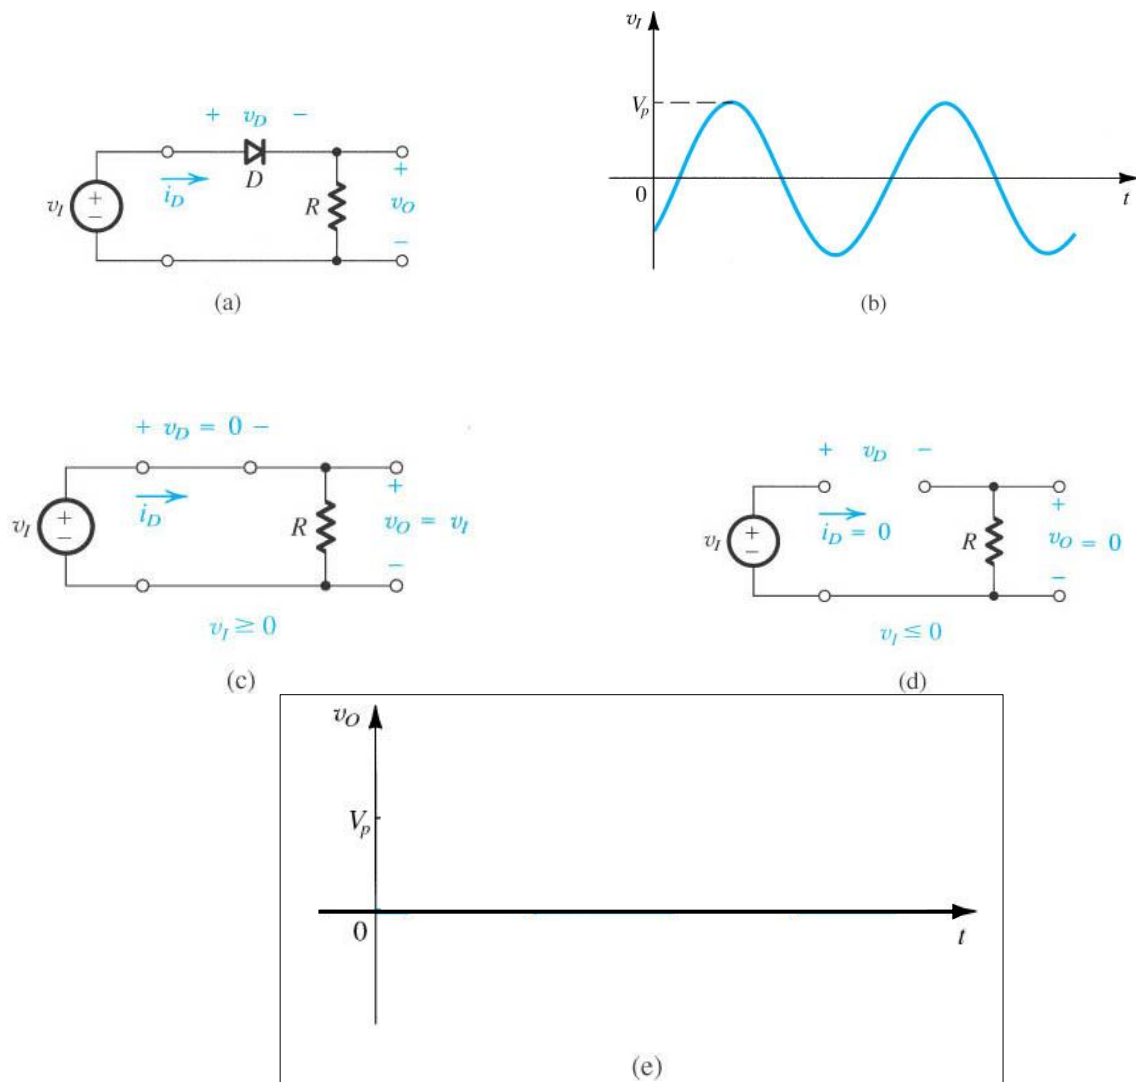 + v_D −
i_D
D
v_I
+
−
R
+
v_O
−
(a)
v_I
V_p
0
t
(b)
+ v_D = 0 −
i_D
v_I
+
−
R
+
v_O = v_I
−
v_I ≥ 0
(c)
+ v_D −
i_D = 0
v_I
+
−
R
+
v_O = 0
−
v_I ≤ 0
(d)
v_O
V_p
0
t
(e)